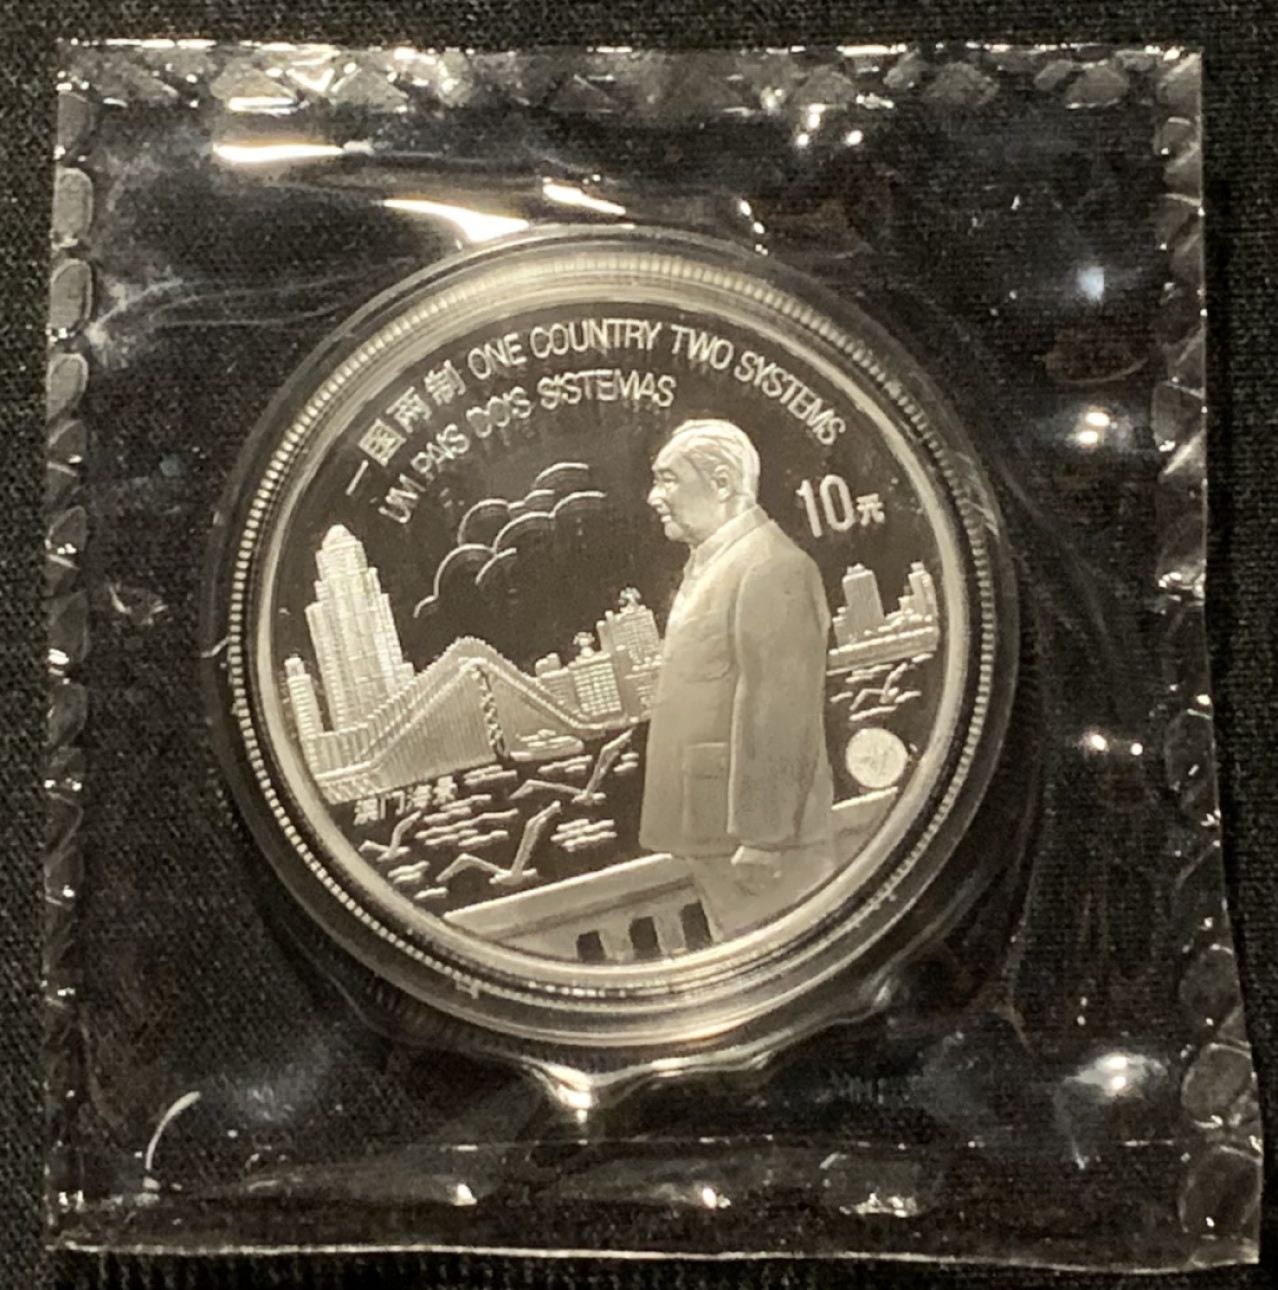 一国两制 ONE COUNTRY TWO SYSTEMS
UM PAIS DOIS SISTEMAS
10元
澳门海景